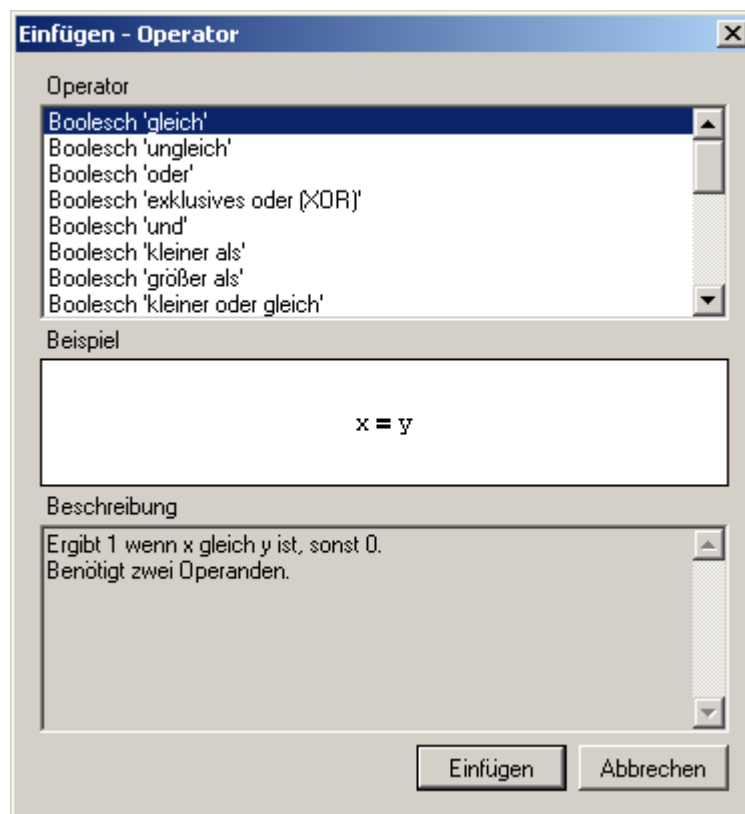 Einfügen - Operator
Operator
Boolesch 'gleich'
Boolesch 'ungleich'
Boolesch 'oder'
Boolesch 'exklusives oder (XOR)'
Boolesch 'und'
Boolesch 'kleiner als'
Boolesch 'größer als'
Boolesch 'kleiner oder gleich'
Beispiel
x = y
Beschreibung
Ergibt 1 wenn x gleich y ist, sonst 0.
Benötigt zwei Operanden.
Einfügen Abbrechen